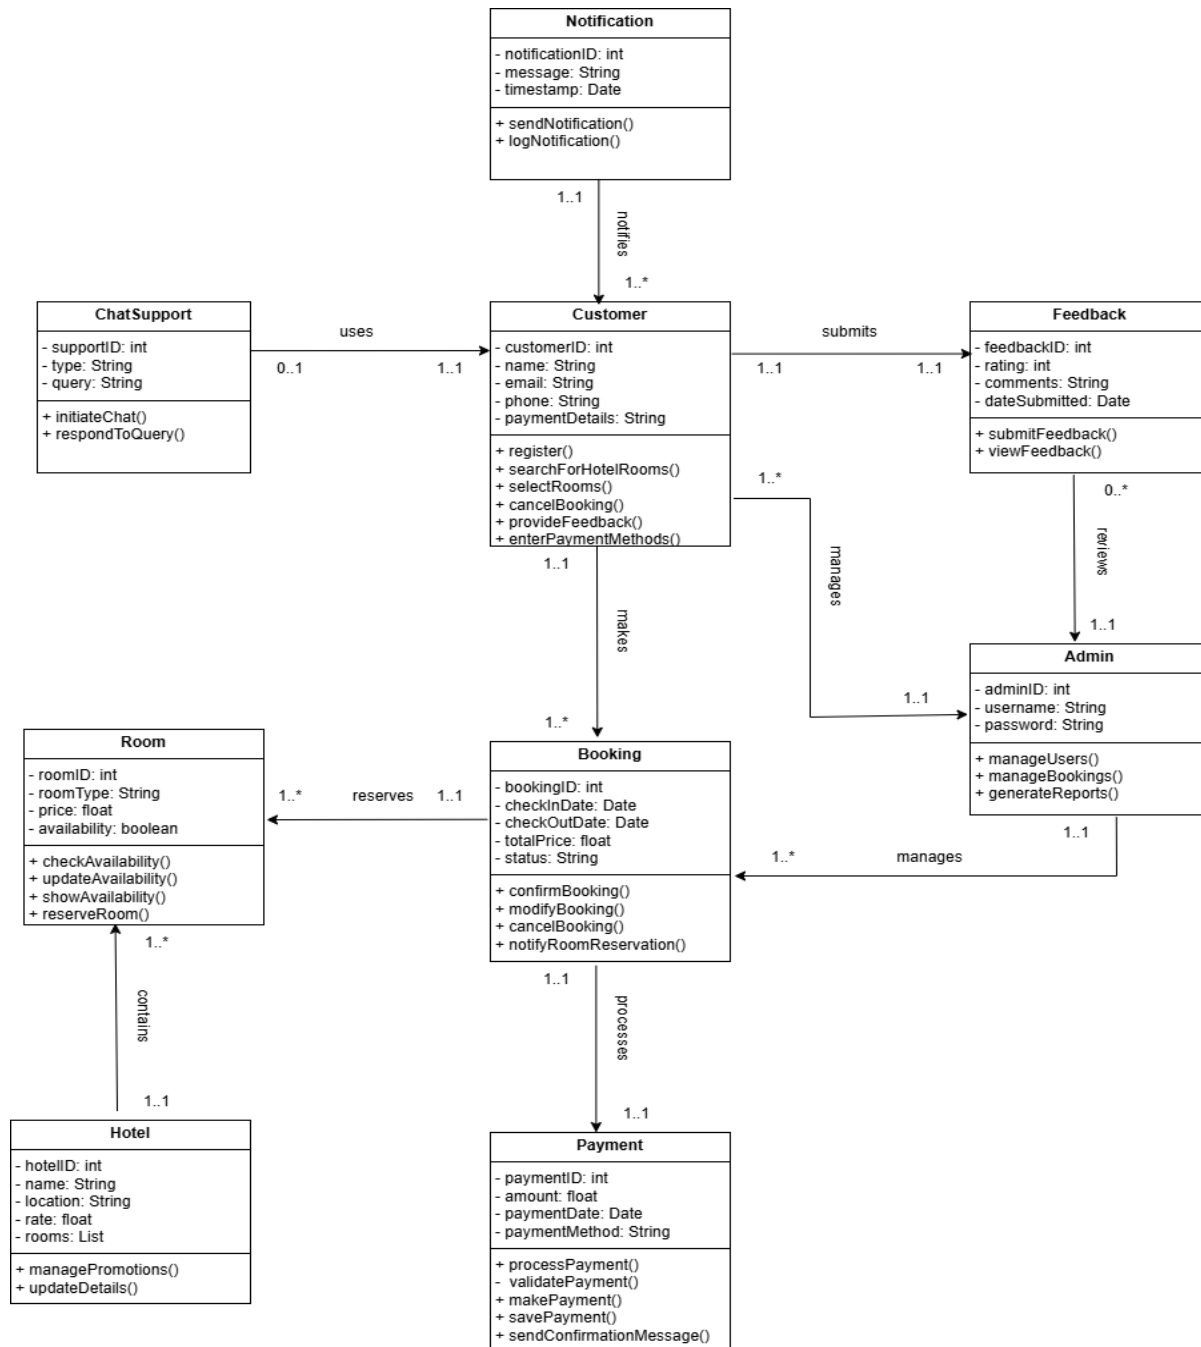 Notification
- notificationID: int
- message: String
- timestamp: Date
+ sendNotification()
+ logNotification()
1..1
notifies
1..*
ChatSupport
- supportID: int
- type: String
- query: String
+ initiateChat()
+ respondToQuery()
uses
0..1
1..1
Customer
- customerID: int
- name: String
- email: String
- phone: String
- paymentDetails: String
+ register()
+ searchForHotelRooms()
+ selectRooms()
+ cancelBooking()
+ provideFeedback()
+ enterPaymentMethods()
submits
1..1
1..1
Feedback
- feedbackID: int
- rating: int
- comments: String
- dateSubmitted: Date
+ submitFeedback()
+ viewFeedback()
1..*
manages
1..1
0..*
reviews
1..1
1..1
makes
1..*
Admin
- adminID: int
- username: String
- password: String
+ manageUsers()
+ manageBookings()
+ generateReports()
1..1
manages
1..*
Room
- roomID: int
- roomType: String
- price: float
- availability: boolean
+ checkAvailability()
+ updateAvailability()
+ showAvailability()
+ reserveRoom()
1..*
reserves
1..1
Booking
- bookingID: int
- checkInDate: Date
- checkOutDate: Date
- totalPrice: float
- status: String
+ confirmBooking()
+ modifyBooking()
+ cancelBooking()
+ notifyRoomReservation()
1..*
contains
1..1
1..1
processes
1..1
Hotel
- hotelID: int
- name: String
- location: String
- rate: float
- rooms: List
+ managePromotions()
+ updateDetails()
Payment
- paymentID: int
- amount: float
- paymentDate: Date
- paymentMethod: String
+ processPayment()
- validatePayment()
+ makePayment()
+ savePayment()
+ sendConfirmationMessage()